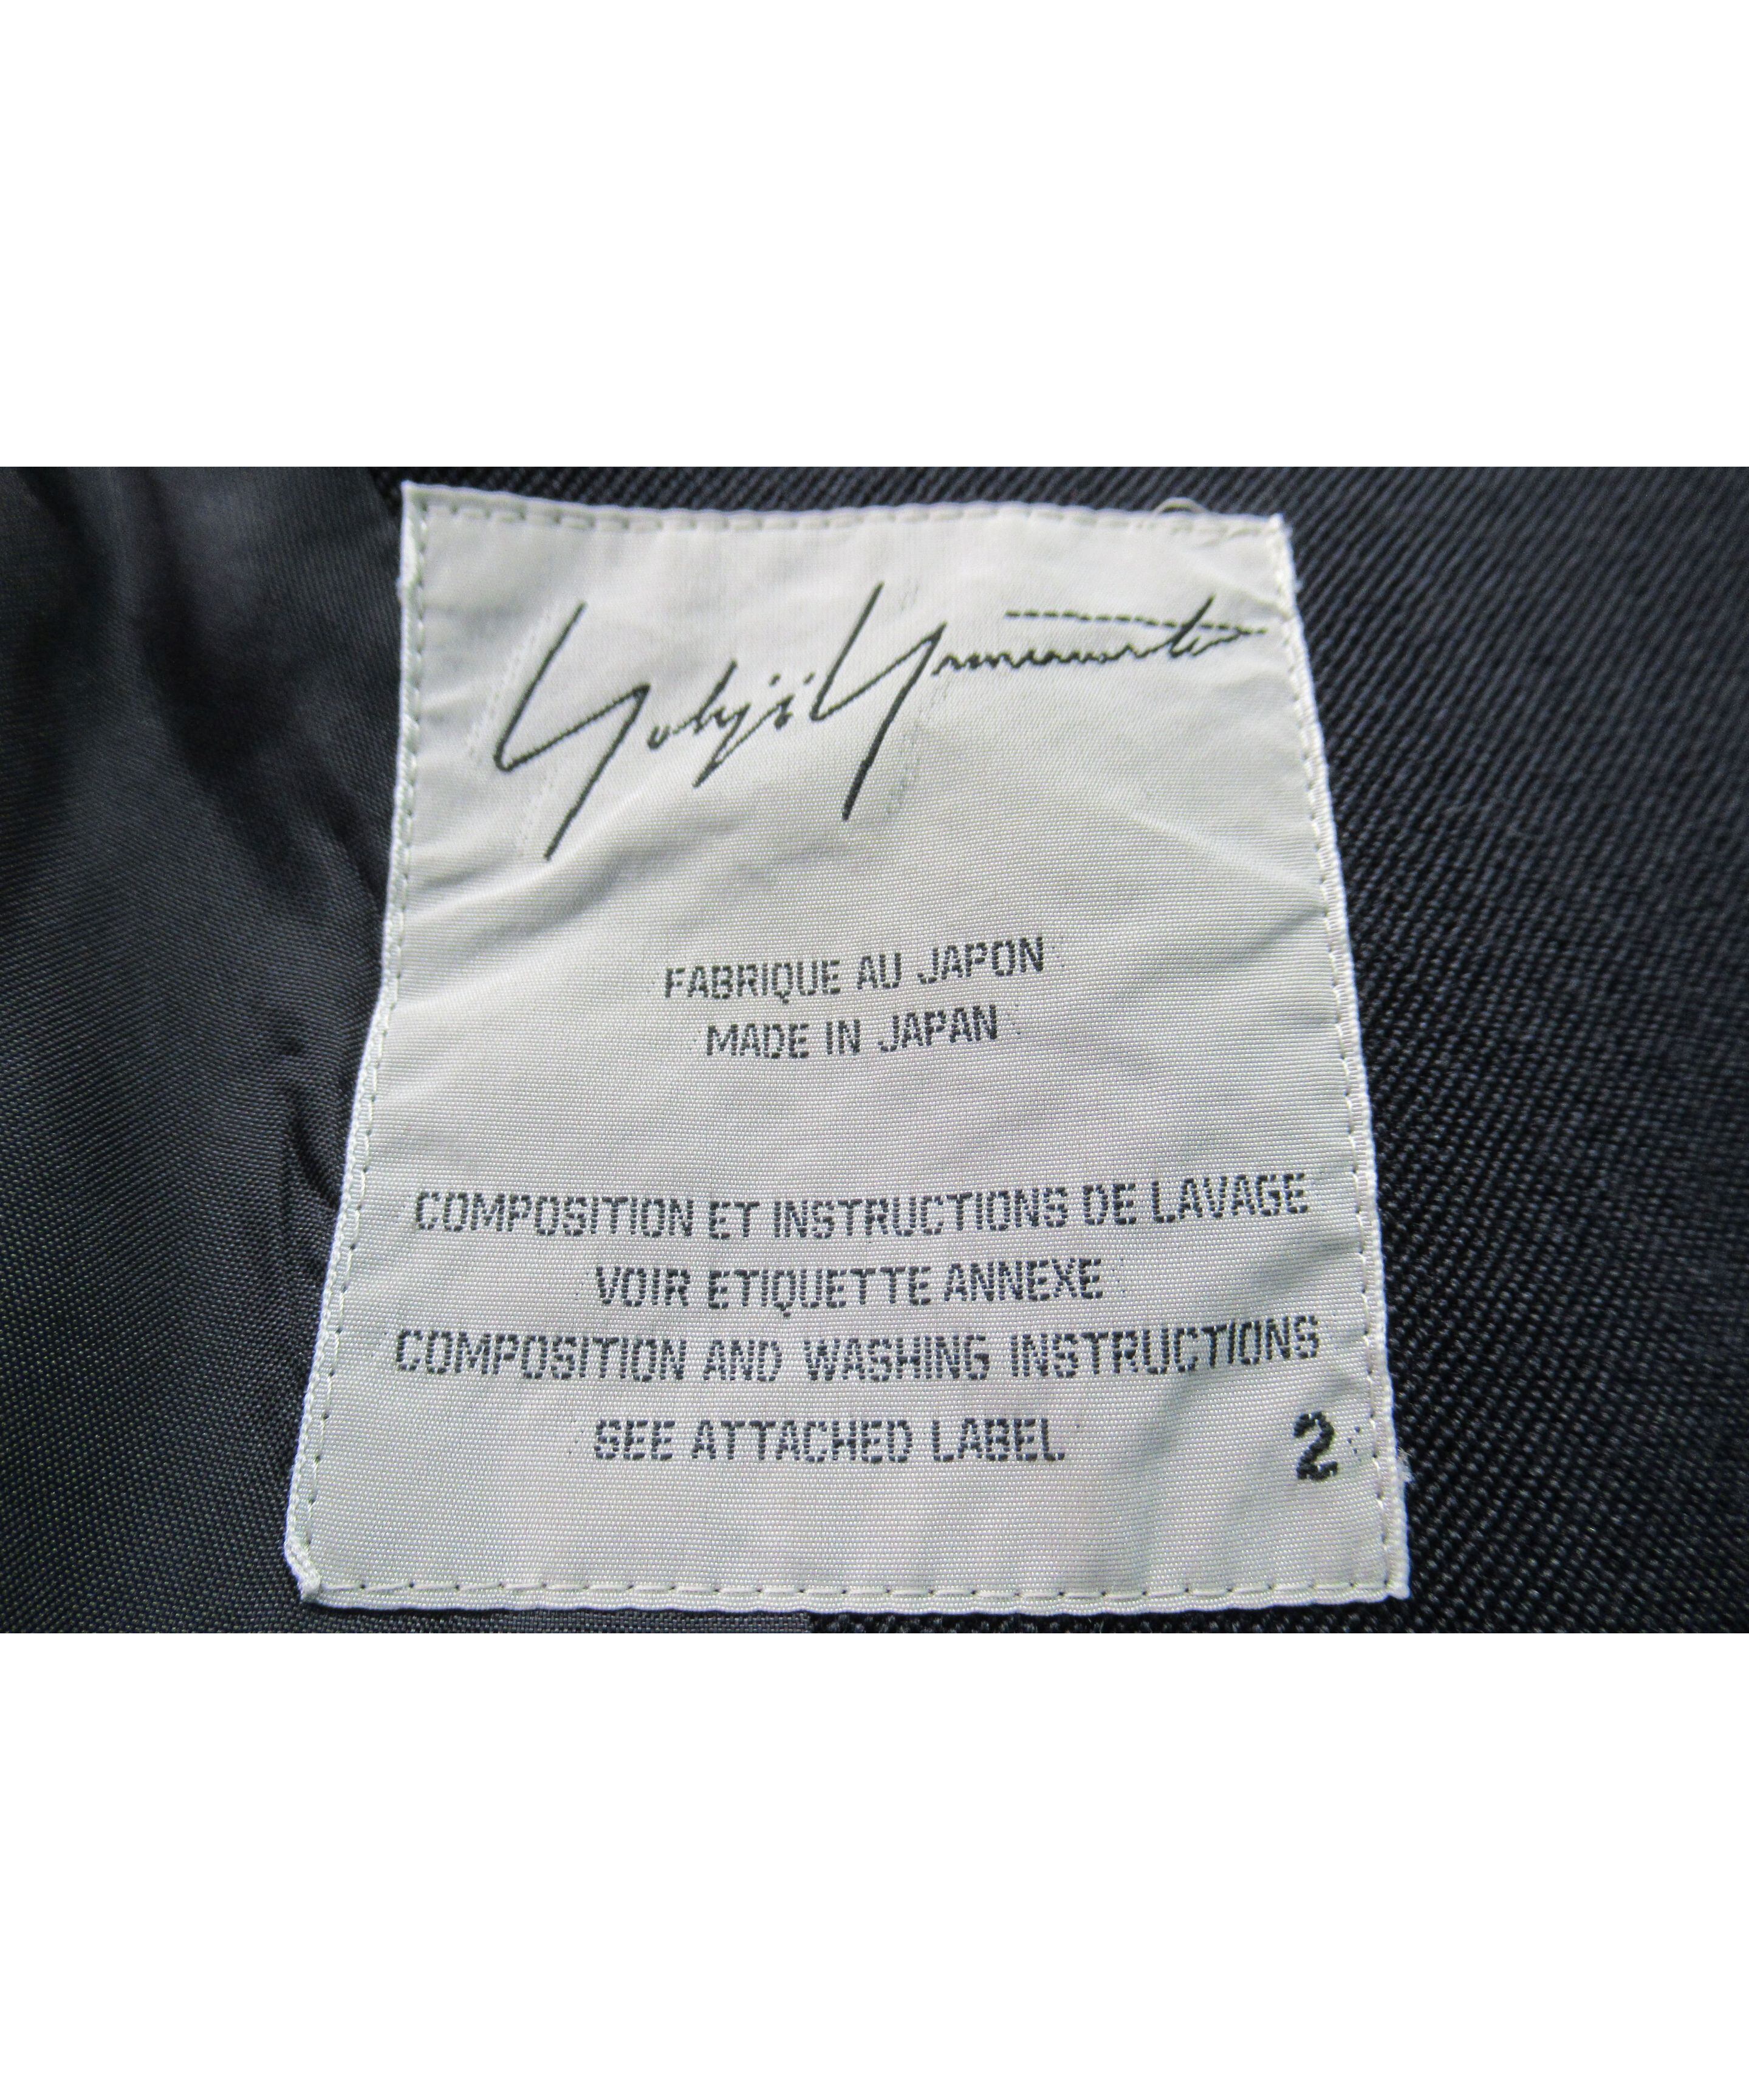 Yohji Yamamoto
FABRIQUE AU JAPON
MADE IN JAPAN
COMPOSITION ET INSTRUCTIONS DE LAVAGE
VOIR ETIQUETTE ANNEXE
COMPOSITION AND WASHING INSTRUCTIONS
SEE ATTACHED LABEL
2